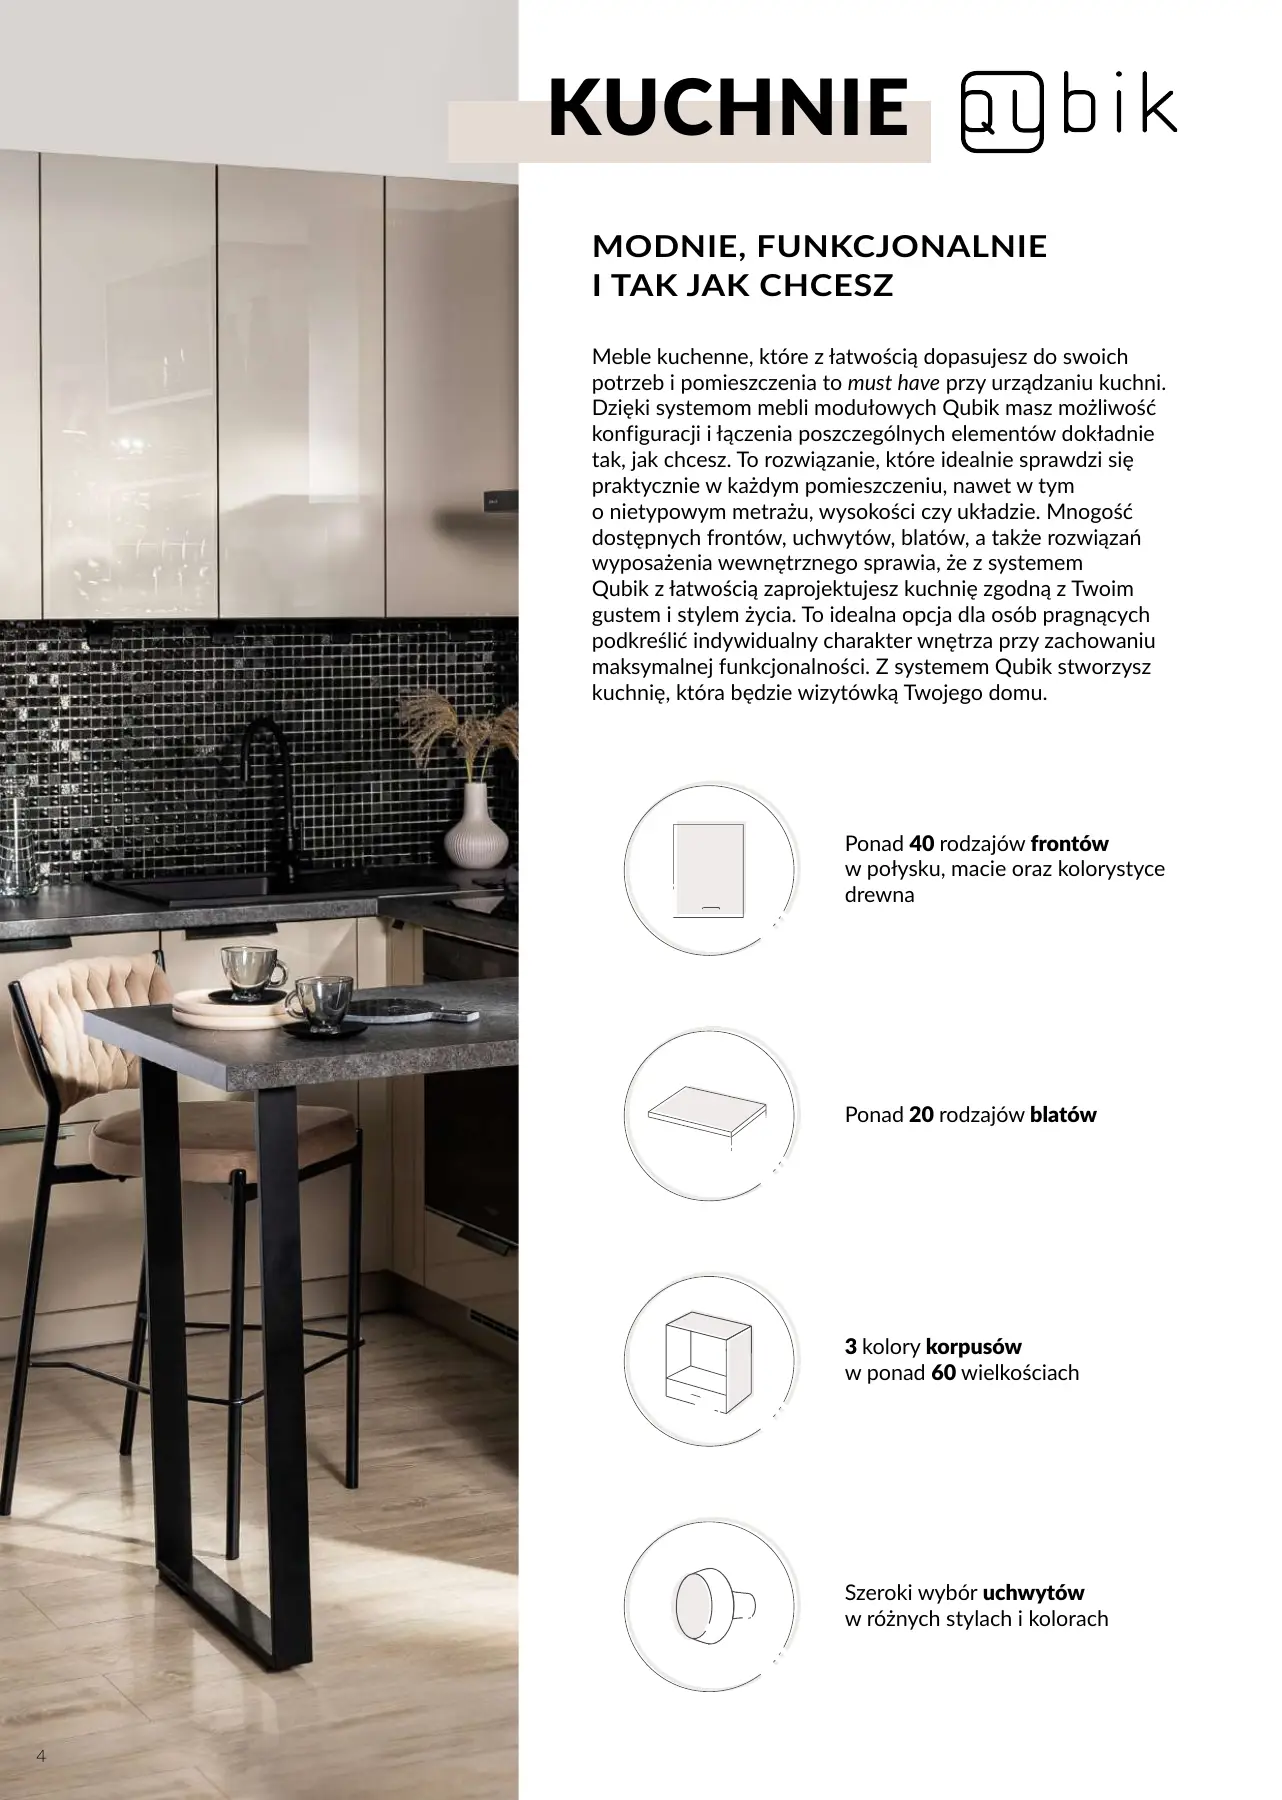 KUCHNIE Qubik
MODNIE, FUNKCJONALNIE
I TAK JAK CHCESZ
Meble kuchenne, które z łatwością dopasujesz do swoich
potrzeb i pomieszczenia to must have przy urządzaniu kuchni.
Dzięki systemom mebli modułowych Qubik masz możliwość
konfiguracji i łączenia poszczególnych elementów dokładnie
tak, jak chcesz. To rozwiązanie, które idealnie sprawdzi się
praktycznie w każdym pomieszczeniu, nawet w tym
o nietypowym metrażu, wysokości czy układzie. Mnogość
dostępnych frontów, uchwytów, blatów, a także rozwiązań
wyposażenia wewnętrznego sprawia, że z systemem
Qubik z łatwością zaprojektujesz kuchnię zgodną z Twoim
gustem i stylem życia. To idealna opcja dla osób pragnących
podkreślić indywidualny charakter wnętrza przy zachowaniu
maksymalnej funkcjonalności. Z systemem Qubik stworzysz
kuchnię, która będzie wizytówką Twojego domu.
Ponad 40 rodzajów frontów
w połysku, macie oraz kolorystyce
drewna
Ponad 20 rodzajów blatów
3 kolory korpusów
w ponad 60 wielkościach
Szeroki wybór uchwytów
w różnych stylach i kolorach
4